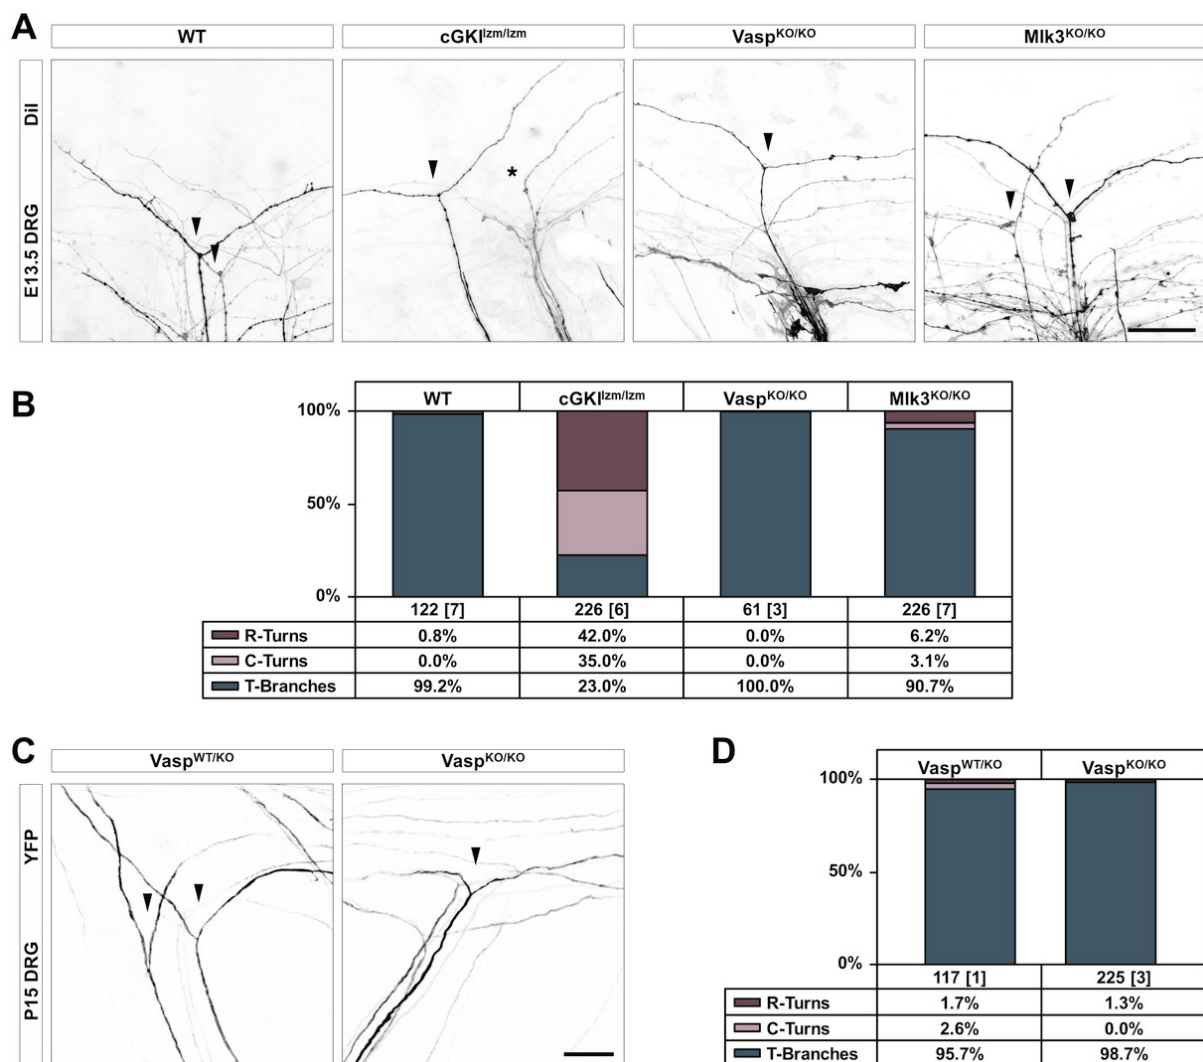 A
WT cGKI^lzm/lzm Vasp^KO/KO Mlk3^KO/KO
E13.5 DRG DiI
*
B
WT cGKI^lzm/lzm Vasp^KO/KO Mlk3^KO/KO
100%
50%
0%
122 [7] 226 [6] 61 [3] 226 [7]
R-Turns 0.8% 42.0% 0.0% 6.2%
C-Turns 0.0% 35.0% 0.0% 3.1%
T-Branches 99.2% 23.0% 100.0% 90.7%
C
Vasp^WT/KO Vasp^KO/KO
P15 DRG YFP
D
Vasp^WT/KO Vasp^KO/KO
100%
50%
0%
117 [1] 225 [3]
R-Turns 1.7% 1.3%
C-Turns 2.6% 0.0%
T-Branches 95.7% 98.7%